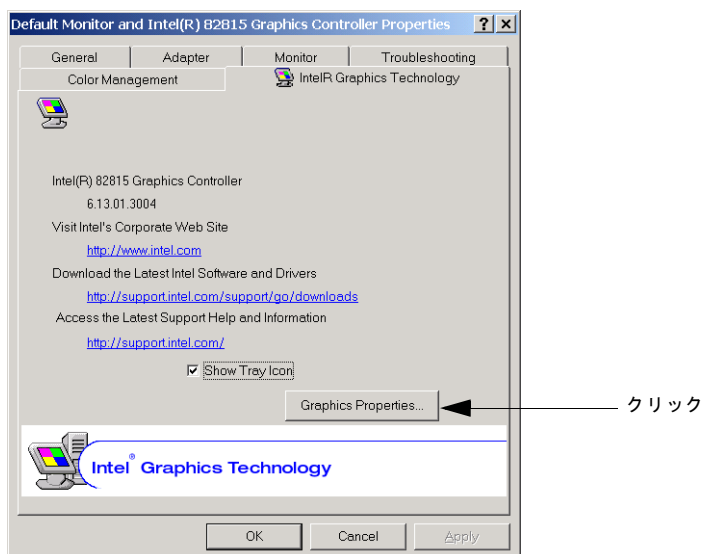 Default Monitor and Intel(R) 82815 Graphics Controller Properties
General Adapter Monitor Troubleshooting
Color Management IntelR Graphics Technology
Intel(R) 82815 Graphics Controller
6.13.01.3004
Visit Intel's Corporate Web Site
http://www.intel.com
Download the Latest Intel Software and Drivers
http://support.intel.com/support/go/downloads
Access the Latest Support Help and Information
http://support.intel.com/
Show Tray Icon
Graphics Properties...
クリック
Intel® Graphics Technology
OK Cancel Apply